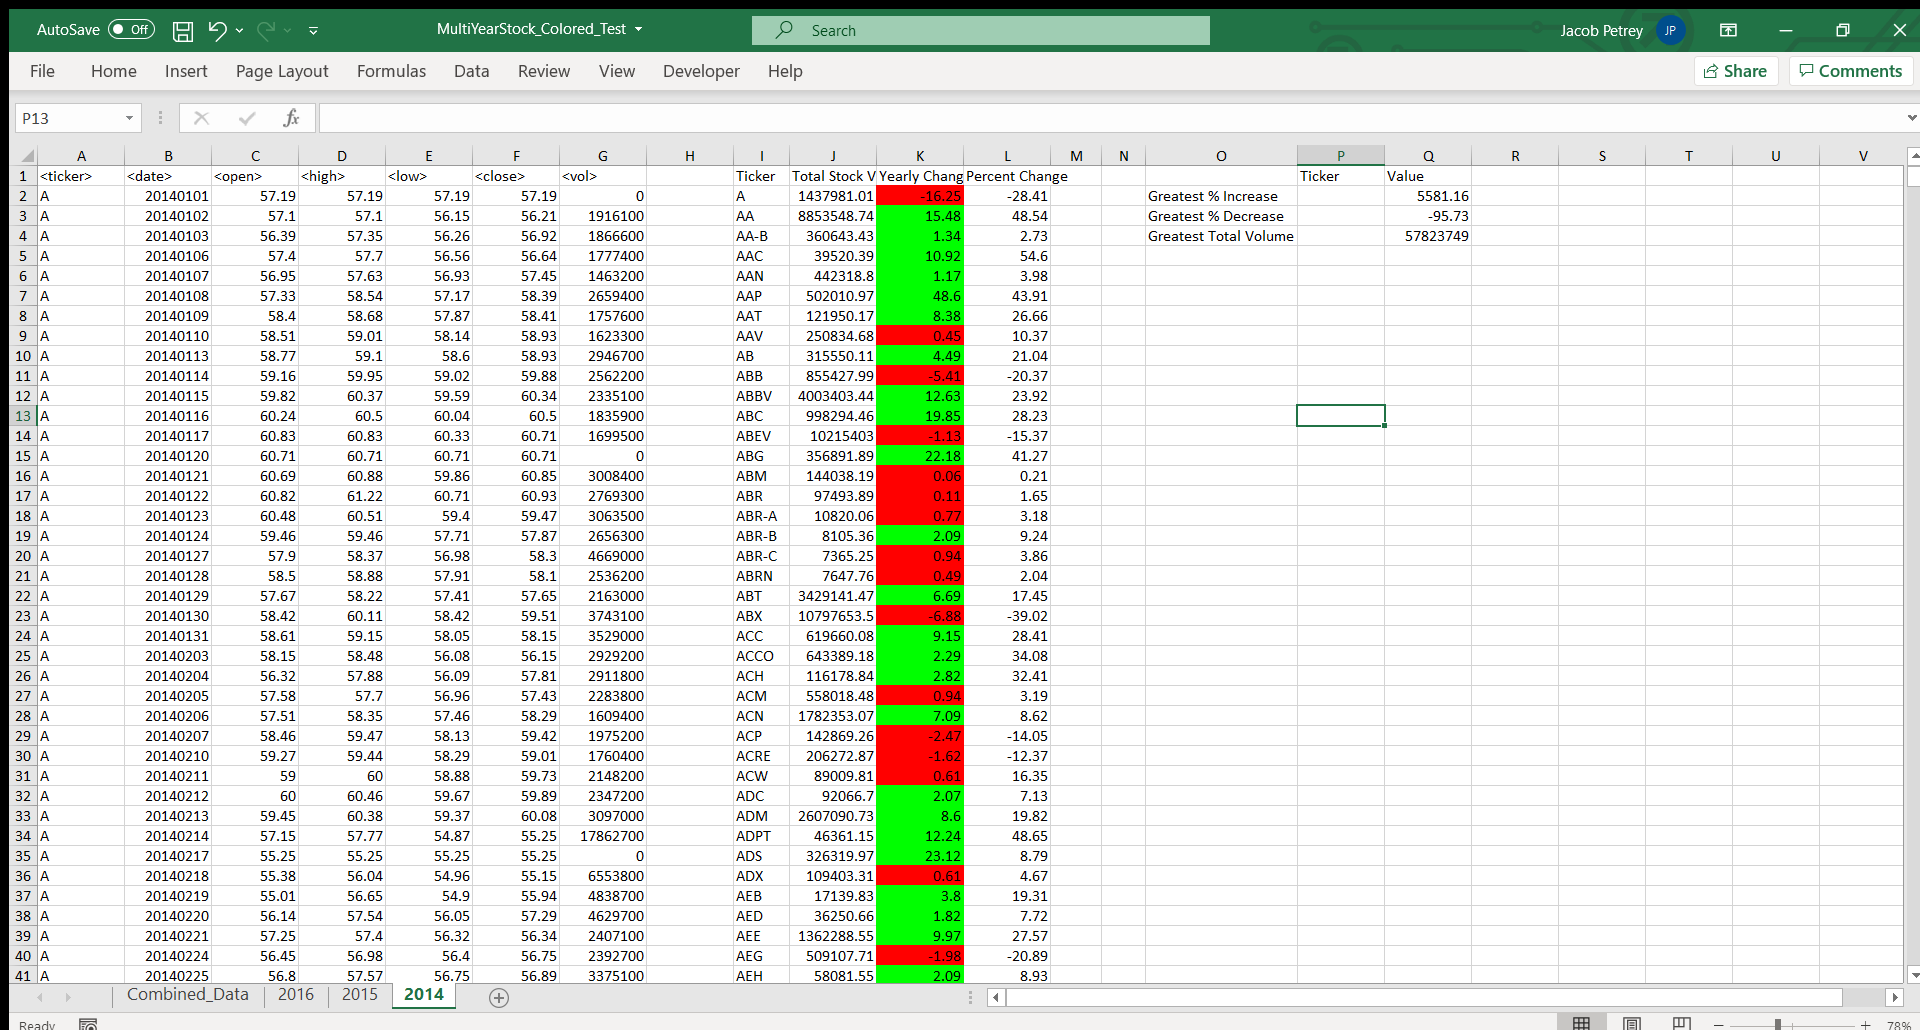 AutoSave Off MultiYearStock_Colored_Test Search Jacob Petrey JP
File Home Insert Page Layout Formulas Data Review View Developer Help Share Comments
P13 fx
A B C D E F G H I J K L M N O P Q R S T U V
1 <ticker> <date> <open> <high> <low> <close> <vol> Ticker Total Stock V Yearly Chang Percent Change Ticker Value
2 A 20140101 57.19 57.19 57.19 57.19 0 A 1437981.01 -16.25 -28.41 Greatest % Increase 5581.16
3 A 20140102 57.1 57.1 56.15 56.21 1916100 AA 8853548.74 15.48 48.54 Greatest % Decrease -95.73
4 A 20140103 56.39 57.35 56.26 56.92 1866600 AA-B 360643.43 1.34 2.73 Greatest Total Volume 57823749
5 A 20140106 57.4 57.7 56.56 56.64 1777400 AAC 39520.39 10.92 54.6
6 A 20140107 56.95 57.63 56.93 57.45 1463200 AAN 442318.8 1.17 3.98
7 A 20140108 57.33 58.54 57.17 58.39 2659400 AAP 502010.97 48.6 43.91
8 A 20140109 58.4 58.68 57.87 58.41 1757600 AAT 121950.17 8.38 26.66
9 A 20140110 58.51 59.01 58.14 58.93 1623300 AAV 250834.68 0.45 10.37
10 A 20140113 58.77 59.1 58.6 58.93 2946700 AB 315550.11 4.49 21.04
11 A 20140114 59.16 59.95 59.02 59.88 2562200 ABB 855427.99 -5.41 -20.37
12 A 20140115 59.82 60.37 59.59 60.34 2335100 ABBV 4003403.44 12.63 23.92
13 A 20140116 60.24 60.5 60.04 60.5 1835900 ABC 998294.46 19.85 28.23
14 A 20140117 60.83 60.83 60.33 60.71 1699500 ABEV 10215403 -1.13 -15.37
15 A 20140120 60.71 60.71 60.71 60.71 0 ABG 356891.89 22.18 41.27
16 A 20140121 60.69 60.88 59.86 60.85 3008400 ABM 144038.19 0.06 0.21
17 A 20140122 60.82 61.22 60.71 60.93 2769300 ABR 97493.89 0.11 1.65
18 A 20140123 60.48 60.51 59.4 59.47 3063500 ABR-A 10820.06 0.77 3.18
19 A 20140124 59.46 59.46 57.71 57.87 2656300 ABR-B 8105.36 2.09 9.24
20 A 20140127 57.9 58.37 56.98 58.3 4669000 ABR-C 7365.25 0.94 3.86
21 A 20140128 58.5 58.88 57.91 58.1 2536200 ABRN 7647.76 0.49 2.04
22 A 20140129 57.67 58.22 57.41 57.65 2163000 ABT 3429141.47 6.69 17.45
23 A 20140130 58.42 60.11 58.42 59.51 3743100 ABX 10797653.5 -6.88 -39.02
24 A 20140131 58.61 59.15 58.05 58.15 3529000 ACC 619660.08 9.15 28.41
25 A 20140203 58.15 58.48 56.08 56.15 2929200 ACCO 643389.18 2.29 34.08
26 A 20140204 56.32 57.88 56.09 57.81 2911800 ACH 116178.84 2.82 32.41
27 A 20140205 57.58 57.7 56.96 57.43 2283800 ACM 558018.48 0.94 3.19
28 A 20140206 57.51 58.35 57.46 58.29 1609400 ACN 1782353.07 7.09 8.62
29 A 20140207 58.46 59.47 58.13 59.42 1975200 ACP 142869.26 -2.47 -14.05
30 A 20140210 59.27 59.44 58.29 59.01 1760400 ACRE 206272.87 -1.62 -12.37
31 A 20140211 59 60 58.88 59.73 2148200 ACW 89009.81 0.61 16.35
32 A 20140212 60 60.46 59.67 59.89 2347200 ADC 92066.7 2.07 7.13
33 A 20140213 59.45 60.38 59.37 60.08 3097000 ADM 2607090.73 8.6 19.82
34 A 20140214 57.15 57.77 54.87 55.25 17862700 ADPT 46361.15 12.24 48.65
35 A 20140217 55.25 55.25 55.25 55.25 0 ADS 326319.97 23.12 8.79
36 A 20140218 55.38 56.04 54.96 55.15 6553800 ADX 109403.31 0.61 4.67
37 A 20140219 55.01 56.65 54.9 55.94 4838700 AEB 17139.83 3.8 19.31
38 A 20140220 56.14 57.54 56.05 57.29 4629700 AED 36250.66 1.82 7.72
39 A 20140221 57.25 57.4 56.32 56.34 2407100 AEE 1362288.55 9.97 27.57
40 A 20140224 56.45 56.98 56.4 56.75 2392700 AEG 509107.71 -1.98 -20.89
41 A 20140225 56.8 57.57 56.75 56.89 3375100 AEH 58081.55 2.09 8.93
Combined_Data 2016 2015 2014
Ready 78%